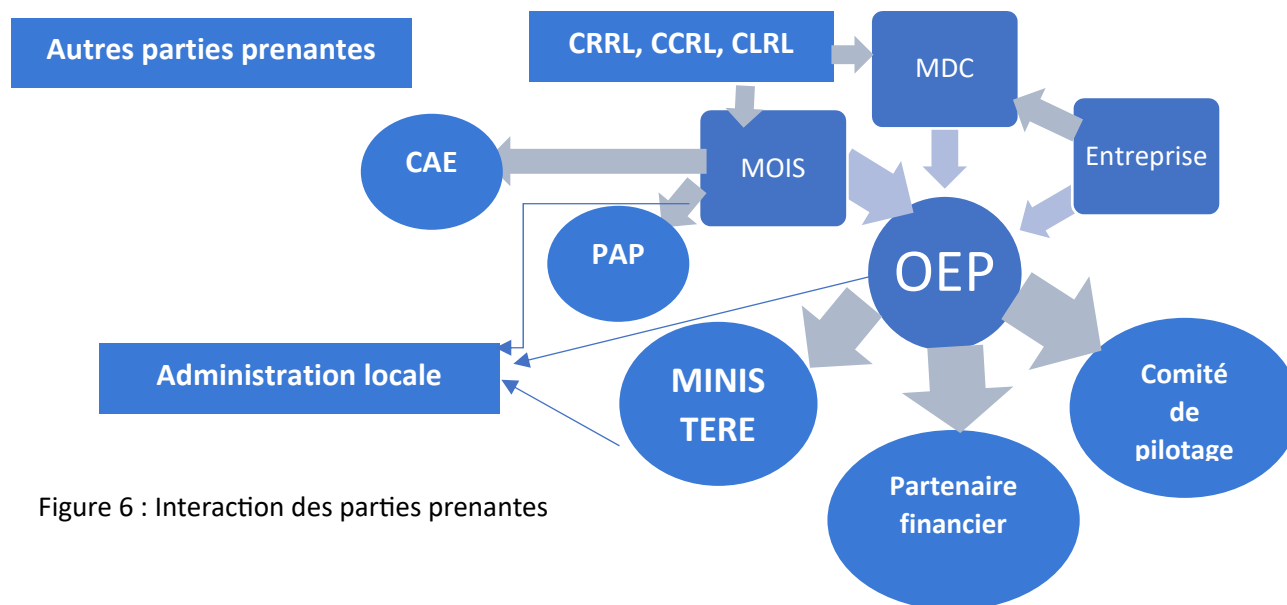 Autres parties prenantes
CRRL, CCRL, CLRL
MDC
Entreprise
CAE
MOIS
PAP
OEP
Administration locale
MINIS
TERE
Comité
de
pilotage
Partenaire
financier
Figure 6 : Interaction des parties prenantes